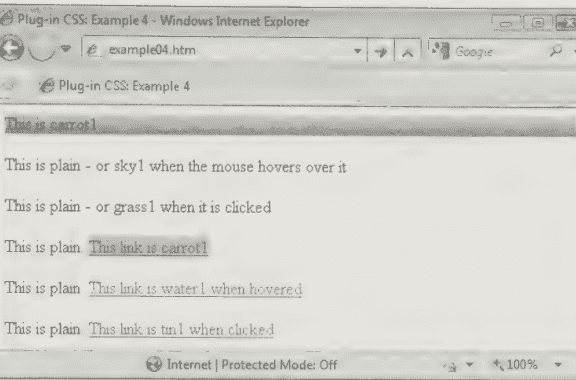 Plug-in CSS: Example 4 - Windows Internet Explorer
example04.htm
Google
Plug-in CSS: Example 4
This is carrot1
This is plain - or sky1 when the mouse hovers over it
This is plain - or grass1 when it is clicked
This is plain This link is carrot1
This is plain This link is water1 when hovered
This is plain This link is tin1 when clicked
Internet | Protected Mode: Off
100%